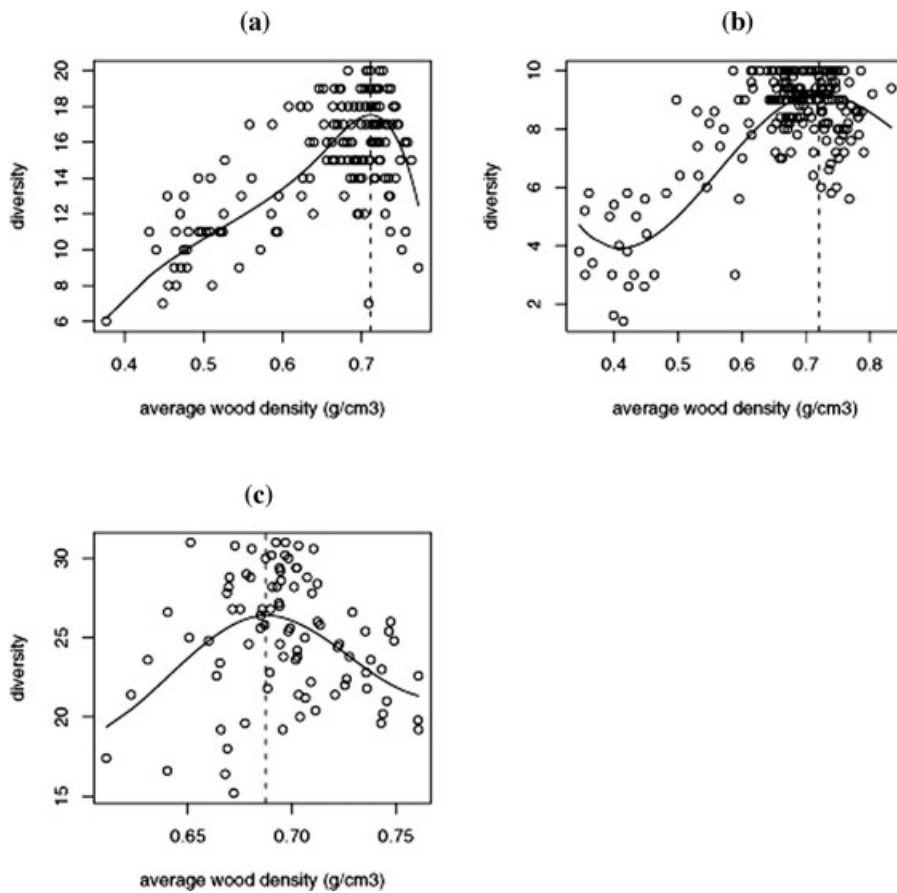 (a)
20
18
16
14
12
10
8
6
diversity
0.4 0.5 0.6 0.7
average wood density (g/cm3)
(b)
10
8
6
4
2
diversity
0.4 0.5 0.6 0.7 0.8
average wood density (g/cm3)
(c)
30
25
20
15
diversity
0.65 0.70 0.75
average wood density (g/cm3)